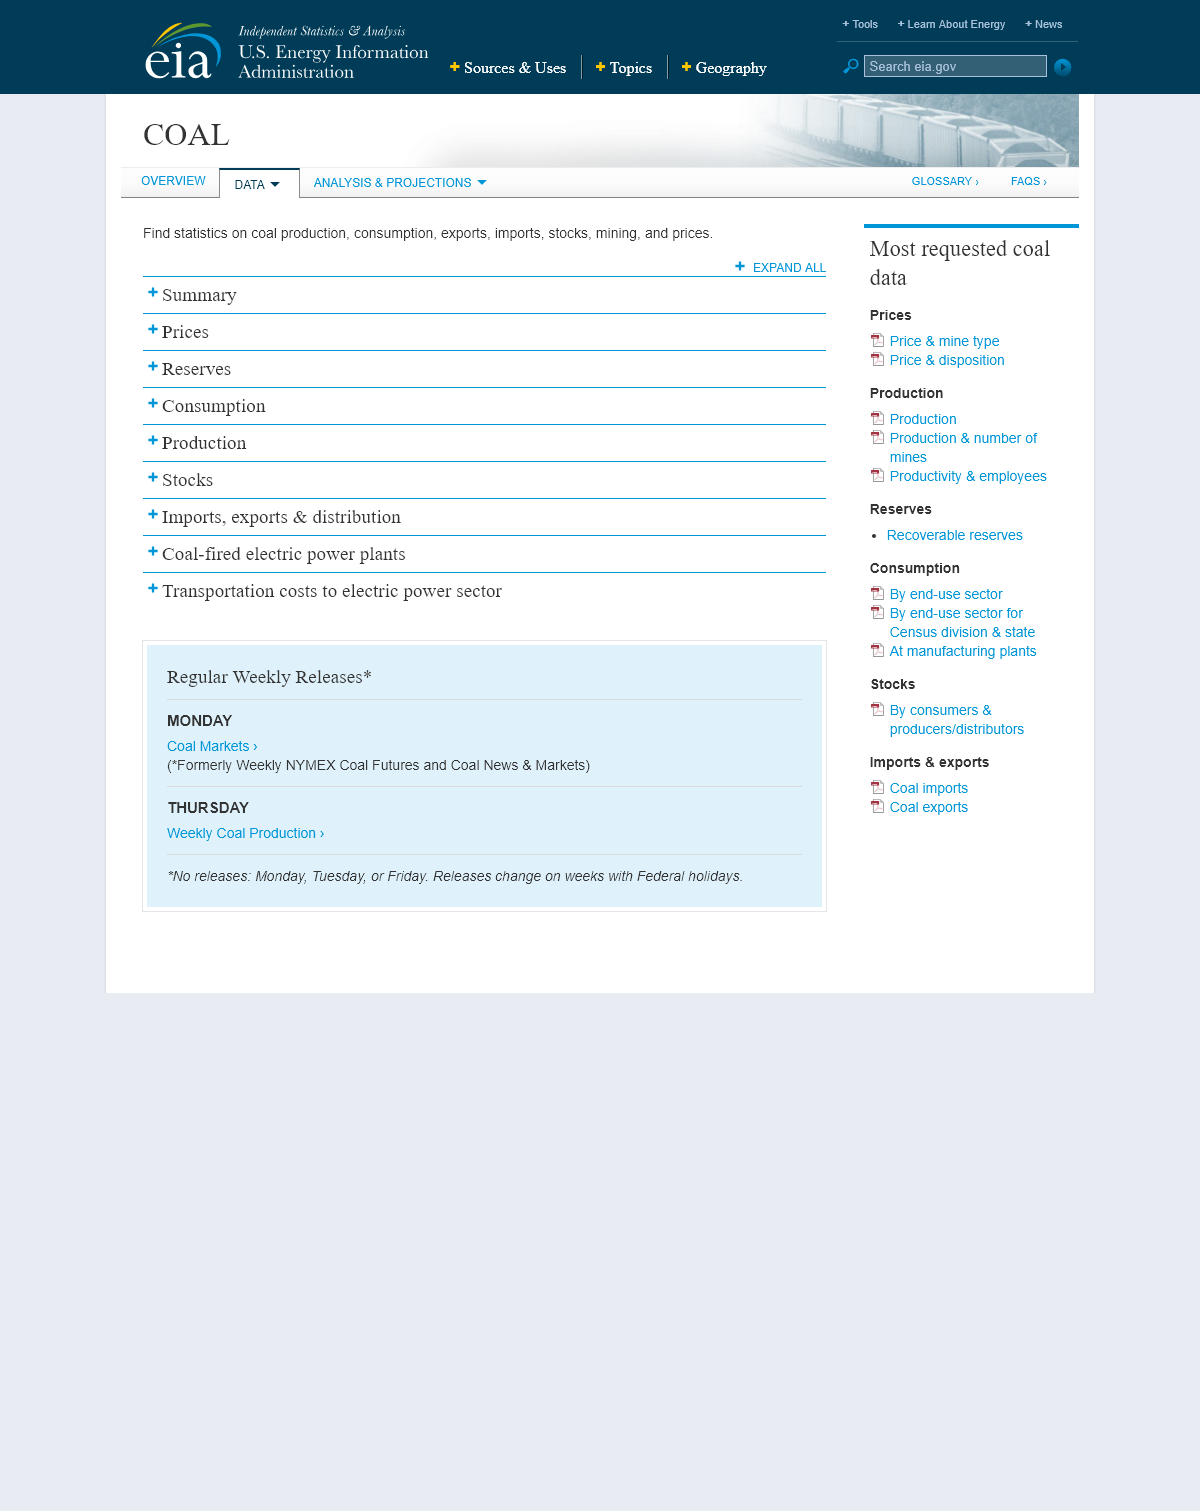 + Tools + Learn About Energy + News
eia
Independent Statistics & Analysis
U.S. Energy Information
Administration
+ Sources & Uses + Topics + Geography
Search eia.gov
COAL
OVERVIEW DATA ANALYSIS & PROJECTIONS GLOSSARY › FAQS ›
Find statistics on coal production, consumption, exports, imports, stocks, mining, and prices.
+ EXPAND ALL
+ Summary
+ Prices
+ Reserves
+ Consumption
+ Production
+ Stocks
+ Imports, exports & distribution
+ Coal-fired electric power plants
+ Transportation costs to electric power sector
Regular Weekly Releases*
MONDAY
Coal Markets ›
(*Formerly Weekly NYMEX Coal Futures and Coal News & Markets)
THURSDAY
Weekly Coal Production ›
*No releases: Monday, Tuesday, or Friday. Releases change on weeks with Federal holidays.
Most requested coal
data
Prices
Price & mine type
Price & disposition
Production
Production
Production & number of
mines
Productivity & employees
Reserves
• Recoverable reserves
Consumption
By end-use sector
By end-use sector for
Census division & state
At manufacturing plants
Stocks
By consumers &
producers/distributors
Imports & exports
Coal imports
Coal exports